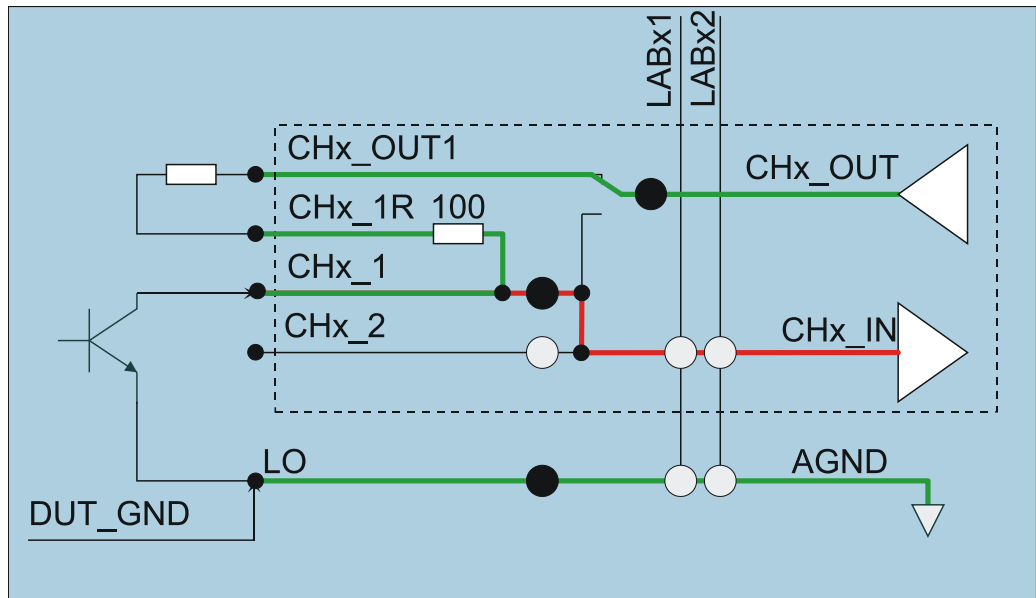 LABx1
LABx2
CHx_OUT1
CHx_OUT
CHx_1R 100
CHx_1
CHx_2
CHx_IN
LO
AGND
DUT_GND